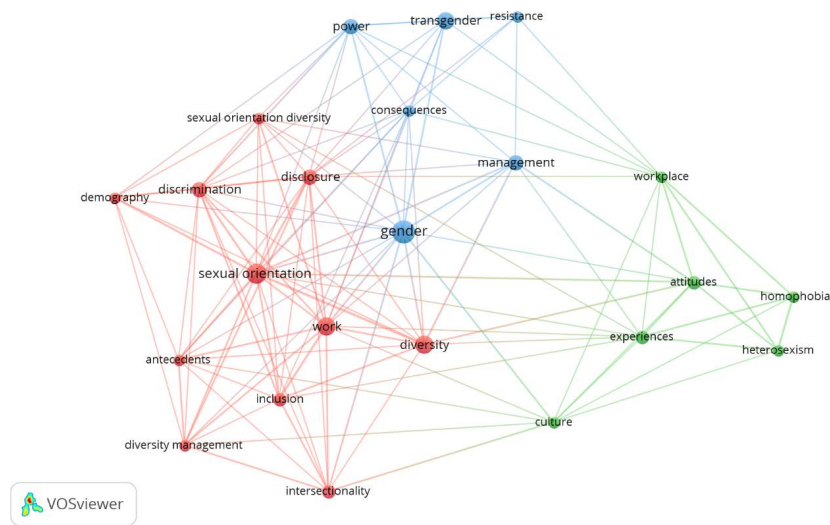 resistance
transgender
power
consequences
sexual orientation diversity
management
workplace
disclosure
discrimination
demography
gender
sexual orientation
attitudes
homophobia
work
experiences
diversity
heterosexism
antecedents
inclusion
culture
diversity management
intersectionality
VOSviewer